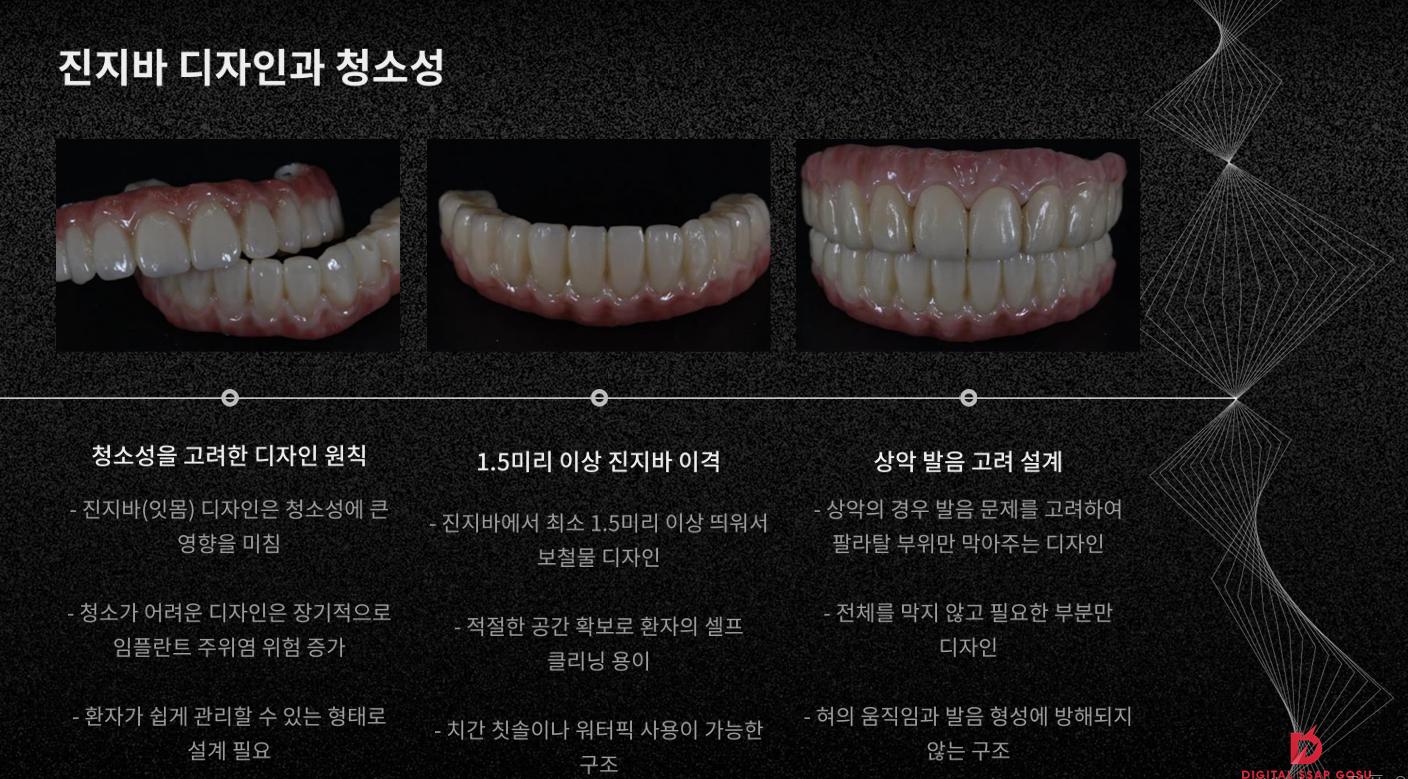 진지바 디자인과 청소성
청소성을 고려한 디자인 원칙
- 진지바(잇몸) 디자인은 청소성에 큰
영향을 미침
- 청소가 어려운 디자인은 장기적으로
임플란트 주위염 위험 증가
- 환자가 쉽게 관리할 수 있는 형태로
설계 필요
1.5미리 이상 진지바 이격
- 진지바에서 최소 1.5미리 이상 띄워서
보철물 디자인
- 적절한 공간 확보로 환자의 셀프
클리닝 용이
- 치간 칫솔이나 워터픽 사용이 가능한
구조
상악 발음 고려 설계
- 상악의 경우 발음 문제를 고려하여
팔라탈 부위만 막아주는 디자인
- 전체를 막지 않고 필요한 부분만
디자인
- 혀의 움직임과 발음 형성에 방해되지
않는 구조
DIGITAL SSAP GOSU